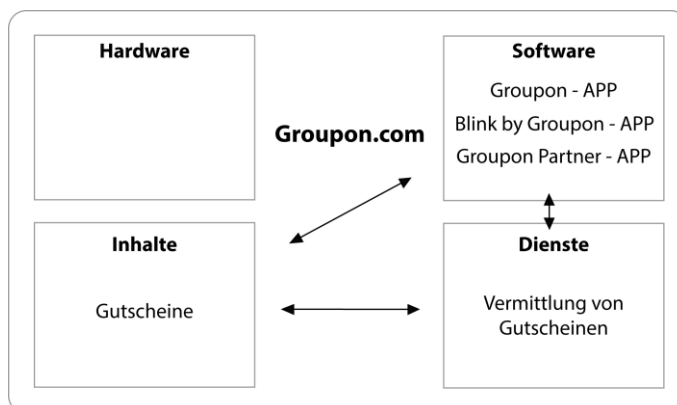 Hardware
Software
Groupon - APP
Blink by Groupon - APP
Groupon Partner - APP
Groupon.com
Inhalte
Gutscheine
Dienste
Vermittlung von
Gutscheinen